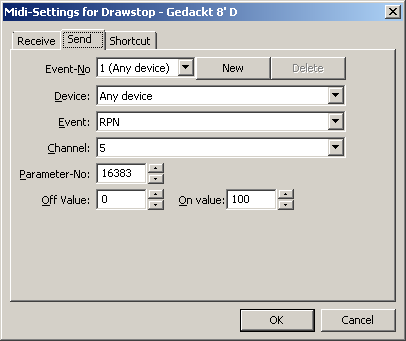 Midi-Settings for Drawstop - Gedackt 8' D
Receive Send Shortcut
Event-No 1 (Any device) New Delete
Device: Any device
Event: RPN
Channel: 5
Parameter-No: 16383
Off Value: 0 On value: 100
OK Cancel